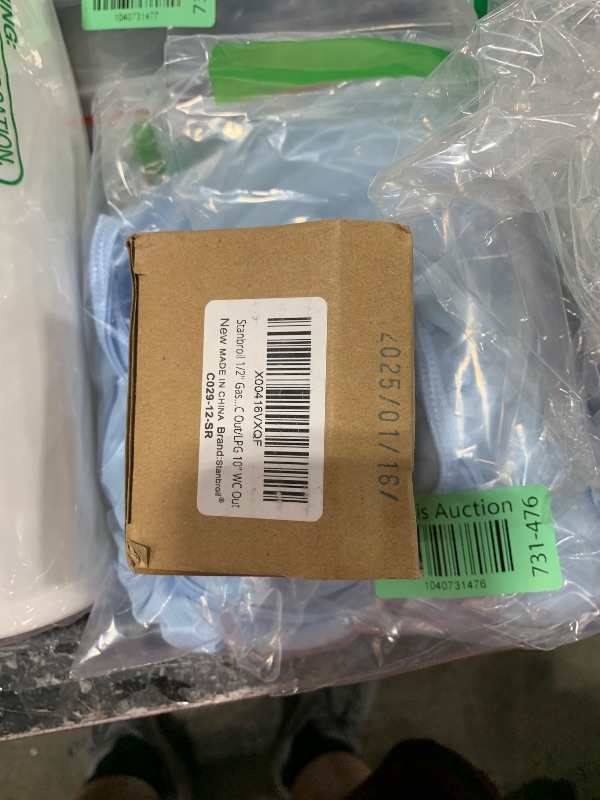 1040731477
X00416VXQF
Stanbroil 1/2" Gas...C Out/LPG 10" WC Out
New MADE IN CHINA Brand:Stanbroil®
C029-12-SR
2025/01/16/
is Auction
731-476
1040731476